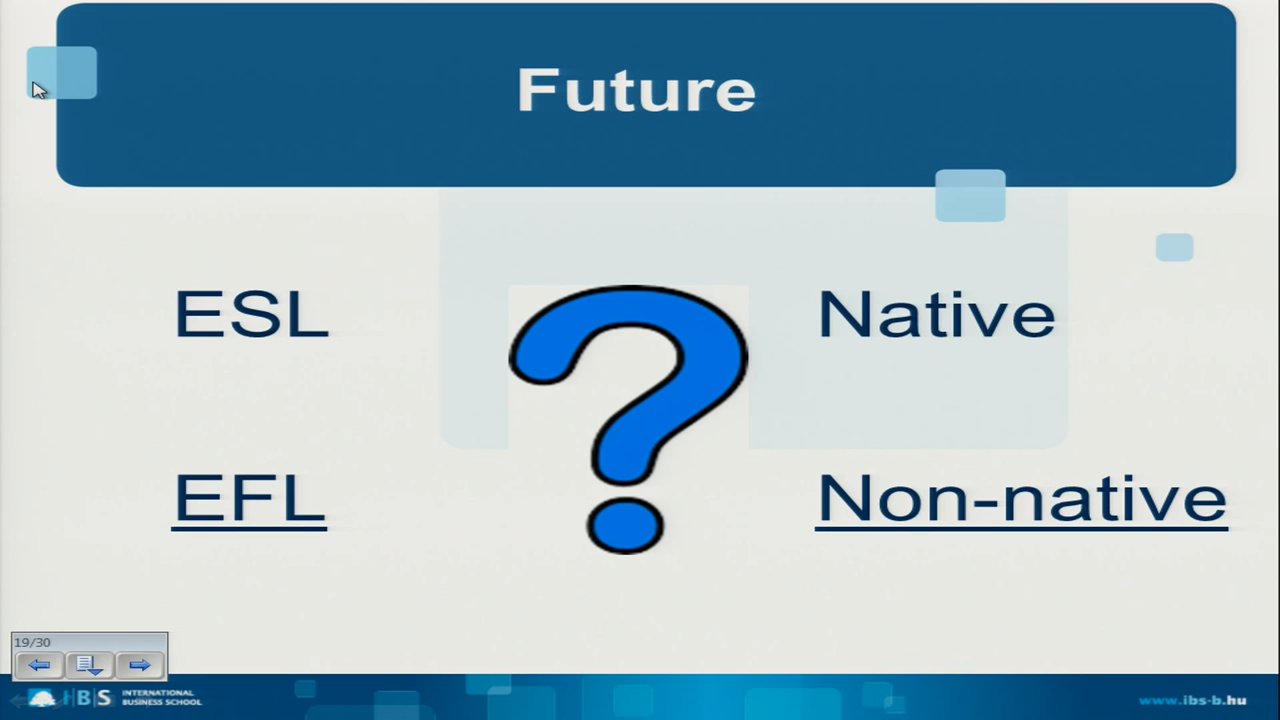 Future
ESL
Native
EFL
Non-native
19/30
IBS
INTERNATIONAL
BUSINESS SCHOOL
www.ibs-b.hu